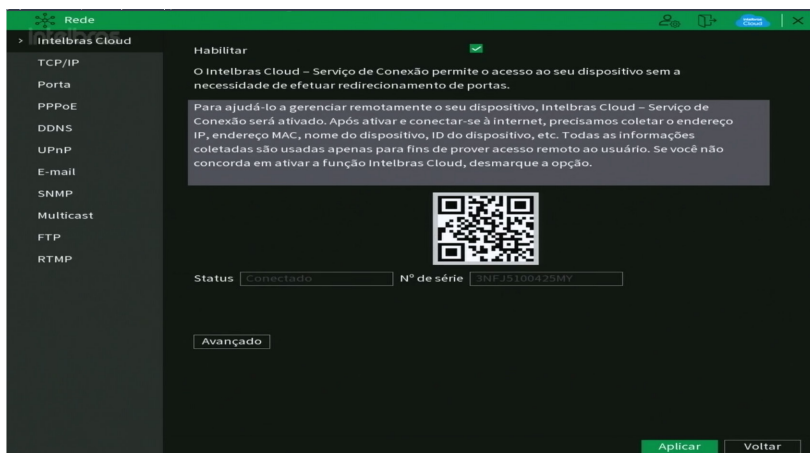 Rede
intelbras Cloud
> Intelbras Cloud
TCP/IP
Porta
PPPoE
DDNS
UPnP
E-mail
SNMP
Multicast
FTP
RTMP
Habilitar
O Intelbras Cloud – Serviço de Conexão permite o acesso ao seu dispositivo sem a
necessidade de efetuar redirecionamento de portas.
Para ajudá-lo a gerenciar remotamente o seu dispositivo, Intelbras Cloud – Serviço de
Conexão será ativado. Após ativar e conectar-se à internet, precisamos coletar o endereço
IP, endereço MAC, nome do dispositivo, ID do dispositivo, etc. Todas as informações
coletadas são usadas apenas para fins de prover acesso remoto ao usuário. Se você não
concorda em ativar a função Intelbras Cloud, desmarque a opção.
Status Conectado Nº de série 3NFJ5100425MY
Avançado
Aplicar Voltar